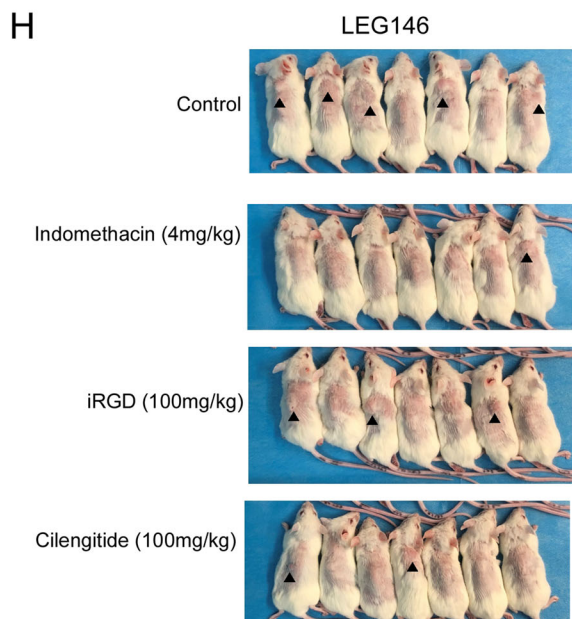 H
LEG146
Control
Indomethacin (4mg/kg)
iRGD (100mg/kg)
Cilengitide (100mg/kg)